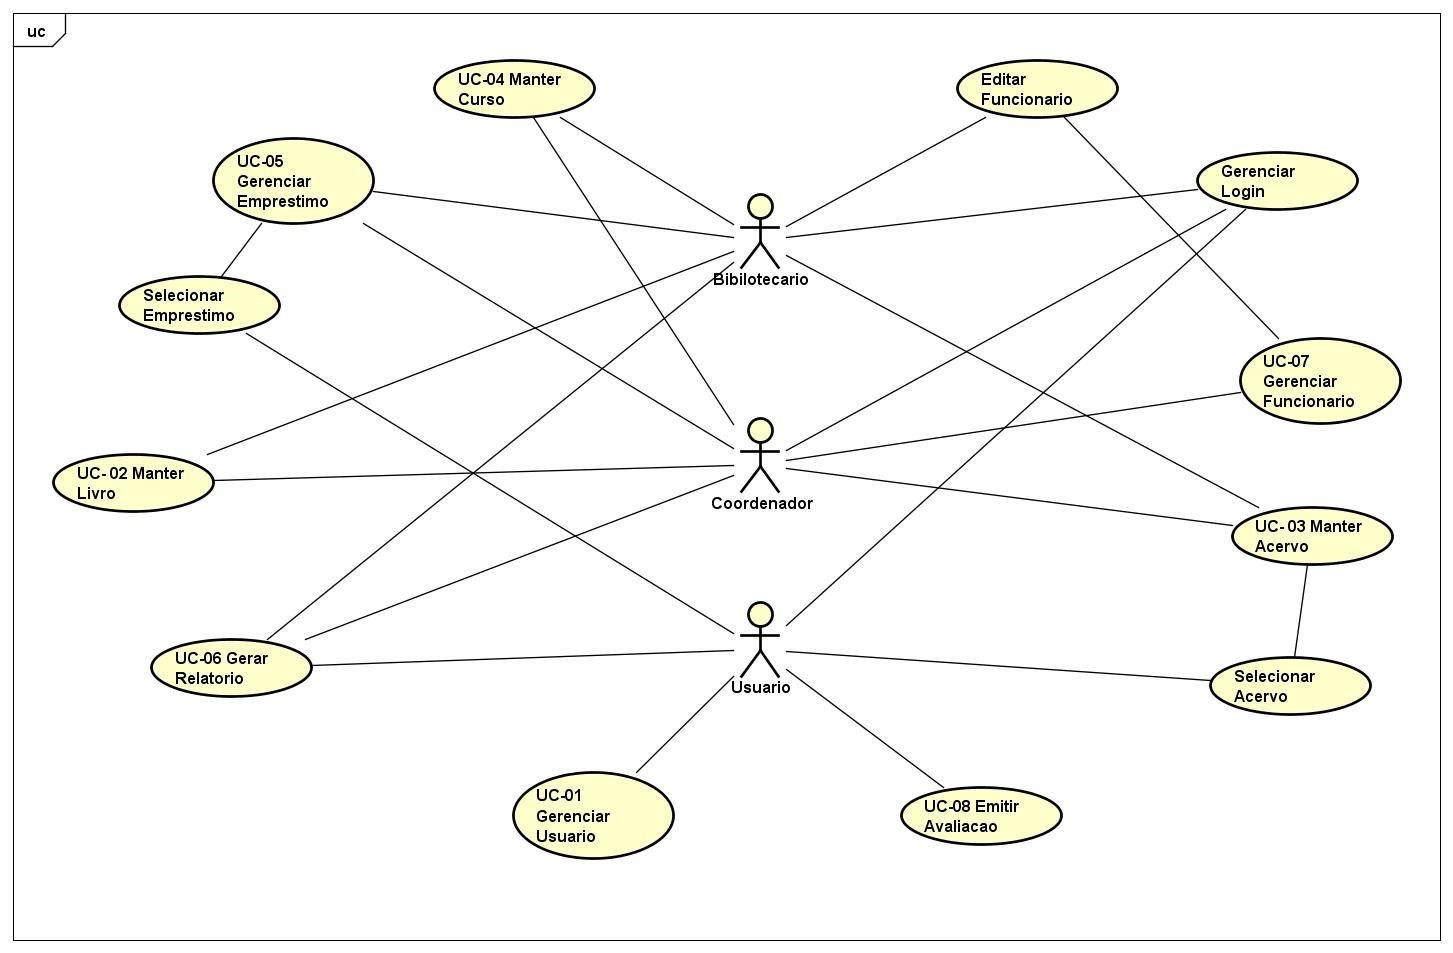 uc
UC-04 Manter
Curso
Editar
Funcionario
UC-05
Gerenciar
Emprestimo
Gerenciar
Login
Bibilotecario
Selecionar
Emprestimo
UC-07
Gerenciar
Funcionario
UC- 02 Manter
Livro
Coordenador
UC- 03 Manter
Acervo
UC-06 Gerar
Relatorio
Usuario
Selecionar
Acervo
UC-01
Gerenciar
Usuario
UC-08 Emitir
Avaliacao